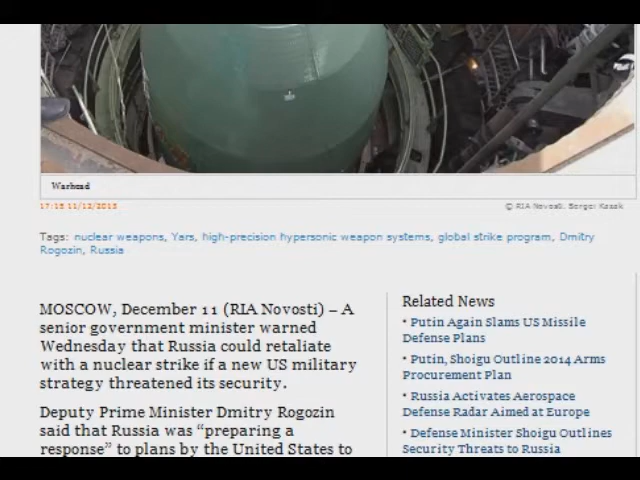 Warhead
17:18 11/12/2013
© RIA Novosti. Sergei Kazak
Tags: nuclear weapons, Yars, high-precision hypersonic weapon systems, global strike program, Dmitry
Rogozin, Russia
MOSCOW, December 11 (RIA Novosti) – A
senior government minister warned
Wednesday that Russia could retaliate
with a nuclear strike if a new US military
strategy threatened its security.
Deputy Prime Minister Dmitry Rogozin
said that Russia was “preparing a
response” to plans by the United States to
Related News
• Putin Again Slams US Missile
Defense Plans
• Putin, Shoigu Outline 2014 Arms
Procurement Plan
• Russia Activates Aerospace
Defense Radar Aimed at Europe
• Defense Minister Shoigu Outlines
Security Threats to Russia